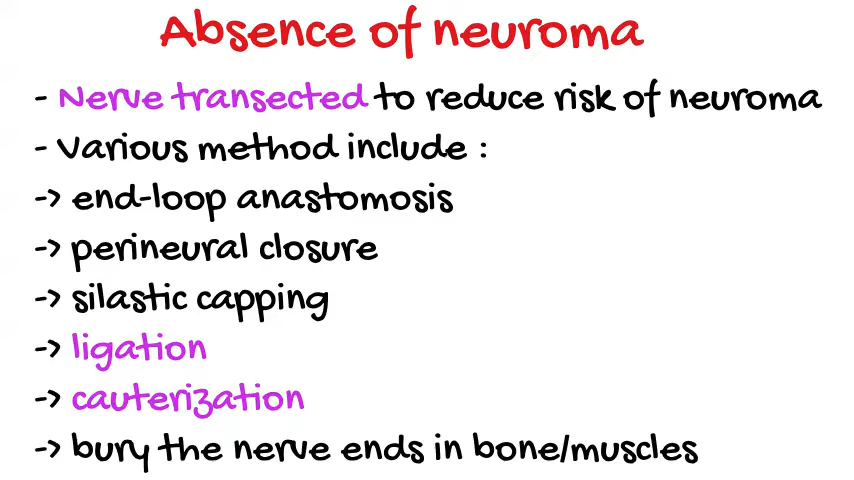 Absence of neuroma
- Nerve transected to reduce risk of neuroma
- Various method include :
-> end-loop anastomosis
-> perineural closure
-> silastic capping
-> ligation
-> cauterization
-> bury the nerve ends in bone/muscles